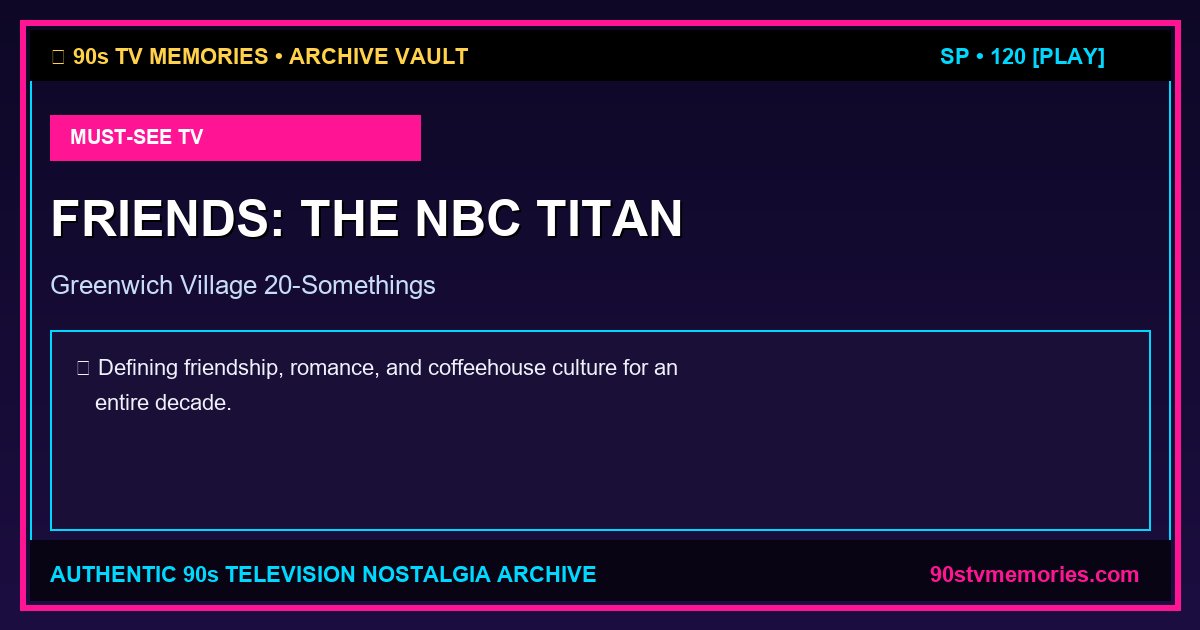 90s TV MEMORIES • ARCHIVE VAULT
SP • 120 [PLAY]
MUST-SEE TV
FRIENDS: THE NBC TITAN
Greenwich Village 20-Somethings
Defining friendship, romance, and coffeehouse culture for an
entire decade.
AUTHENTIC 90s TELEVISION NOSTALGIA ARCHIVE
90stvmemories.com